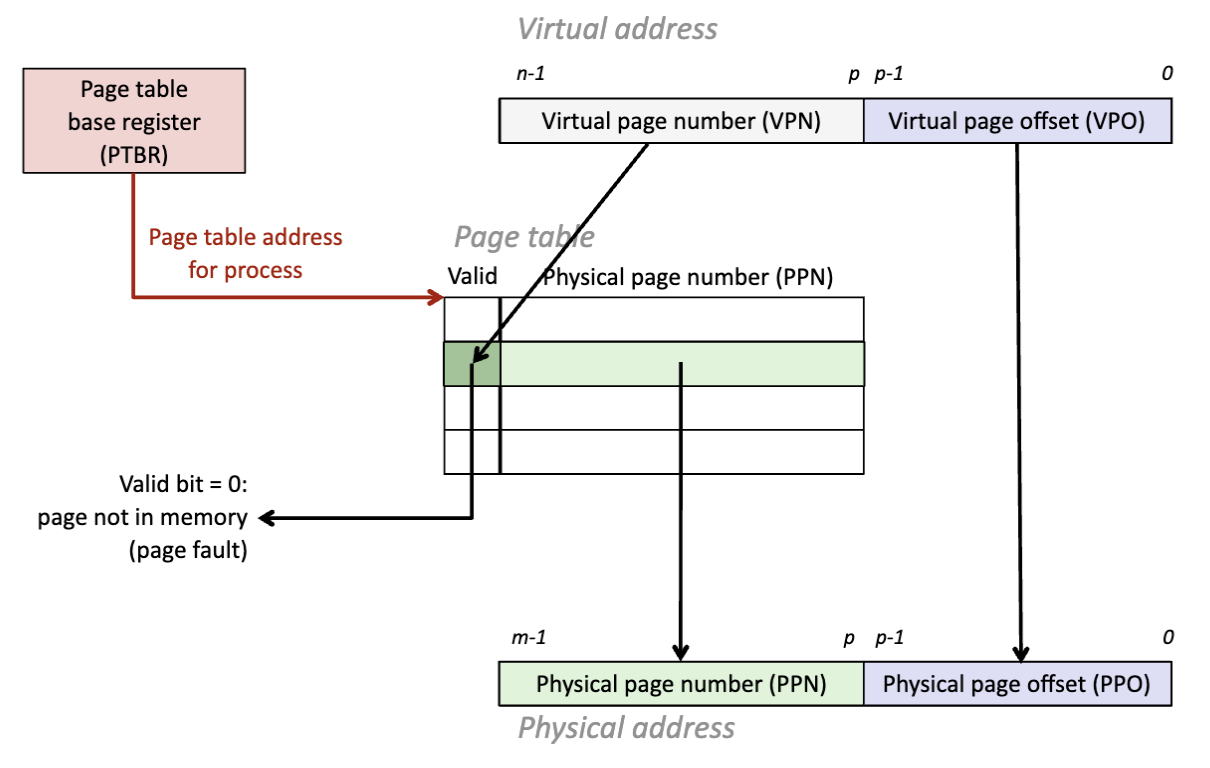 Virtual address
n-1 p p-1 0
Page table
base register
(PTBR)
Virtual page number (VPN) Virtual page offset (VPO)
Page table address
for process
Page table
Valid Physical page number (PPN)
Valid bit = 0:
page not in memory
(page fault)
m-1 p p-1 0
Physical page number (PPN) Physical page offset (PPO)
Physical address